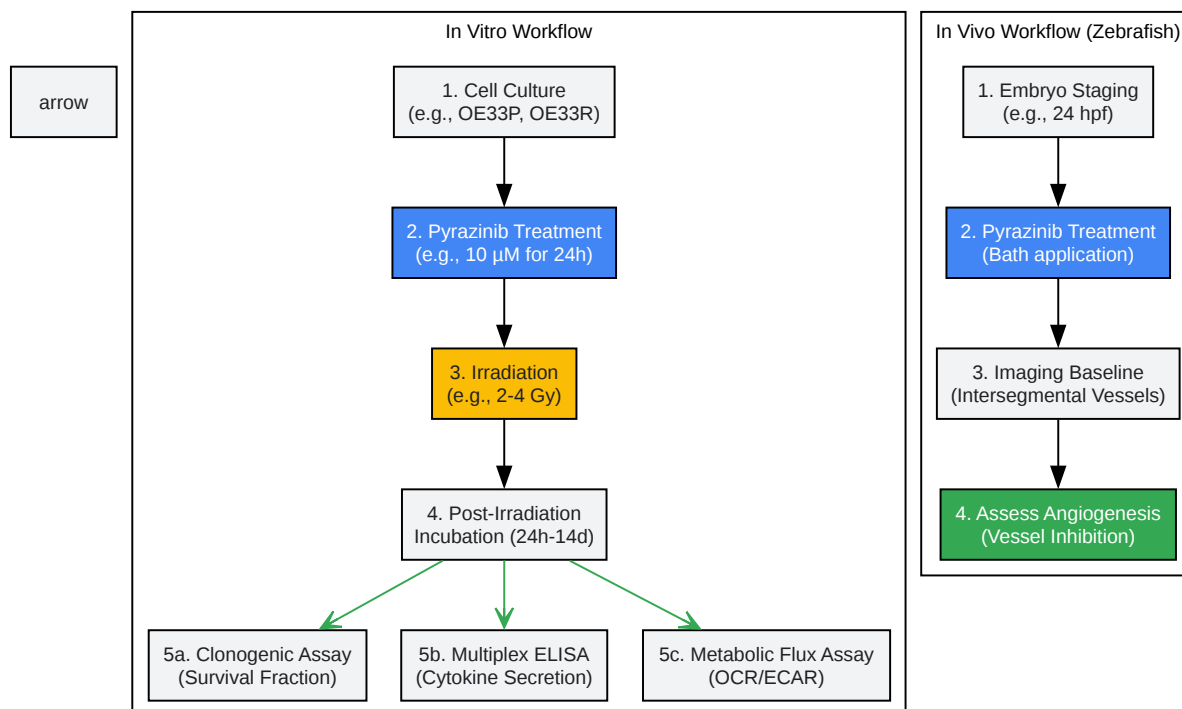 In Vitro Workflow
arrow
1. Cell Culture
(e.g., OE33P, OE33R)
2. Pyrazinib Treatment
(e.g., 10 µM for 24h)
3. Irradiation
(e.g., 2-4 Gy)
4. Post-Irradiation
Incubation (24h-14d)
5a. Clonogenic Assay
(Survival Fraction)
5b. Multiplex ELISA
(Cytokine Secretion)
5c. Metabolic Flux Assay
(OCR/ECAR)
In Vivo Workflow (Zebrafish)
1. Embryo Staging
(e.g., 24 hpf)
2. Pyrazinib Treatment
(Bath application)
3. Imaging Baseline
(Intersegmental Vessels)
4. Assess Angiogenesis
(Vessel Inhibition)